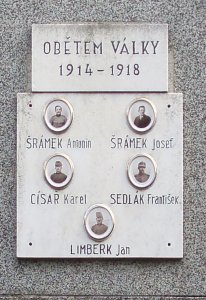 OBĚTEM VÁLKY
1914-1918
ŠRÁMEK Antonín ŠRÁMEK Josef
CÍSAŘ Karel SEDLÁK František
LIMBERK Jan